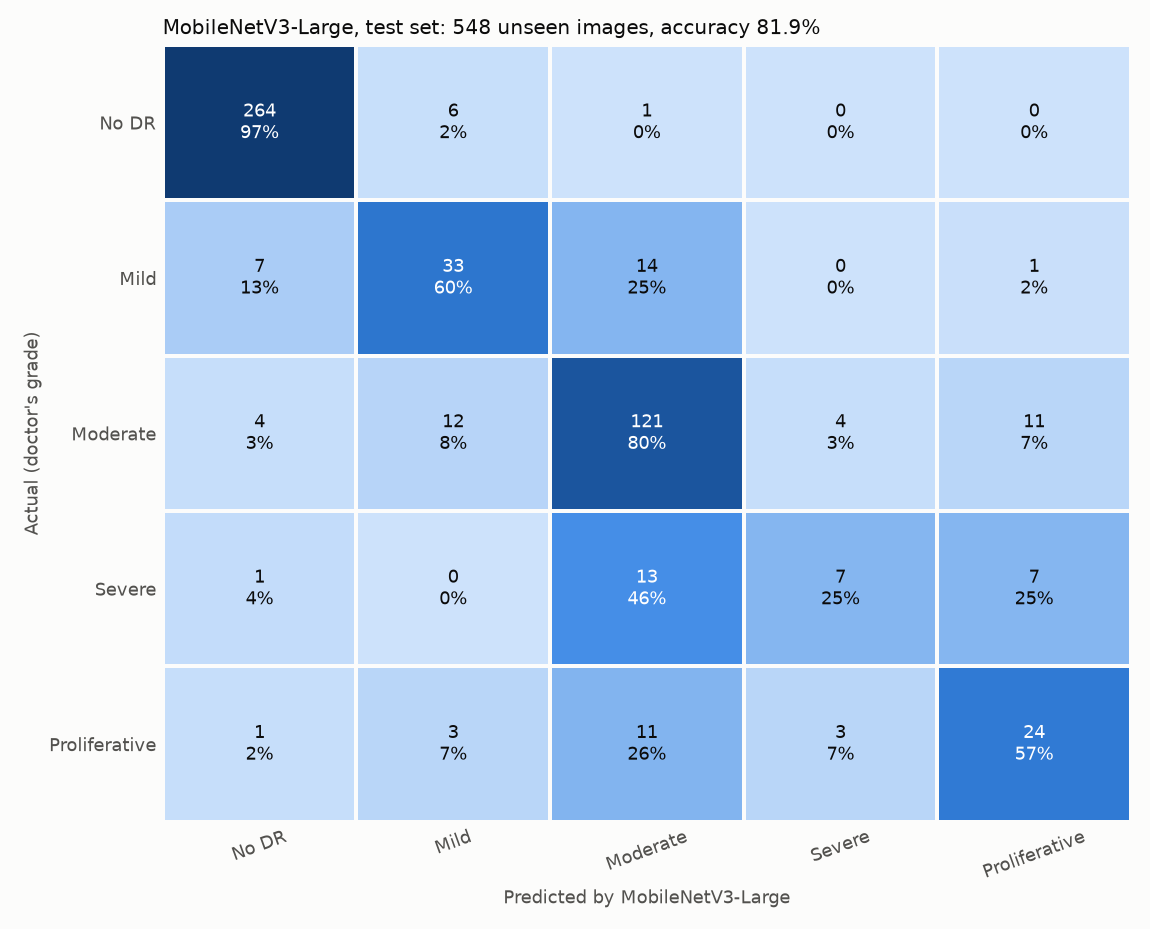 MobileNetV3-Large, test set: 548 unseen images, accuracy 81.9%
Actual (doctor's grade)
No DR
264 6 1 0 0
97% 2% 0% 0% 0%
Mild
7 33 14 0 1
13% 60% 25% 0% 2%
Moderate
4 12 121 4 11
3% 8% 80% 3% 7%
Severe
1 0 13 7 7
4% 0% 46% 25% 25%
Proliferative
1 3 11 3 24
2% 7% 26% 7% 57%
No DR Mild Moderate Severe Proliferative
Predicted by MobileNetV3-Large